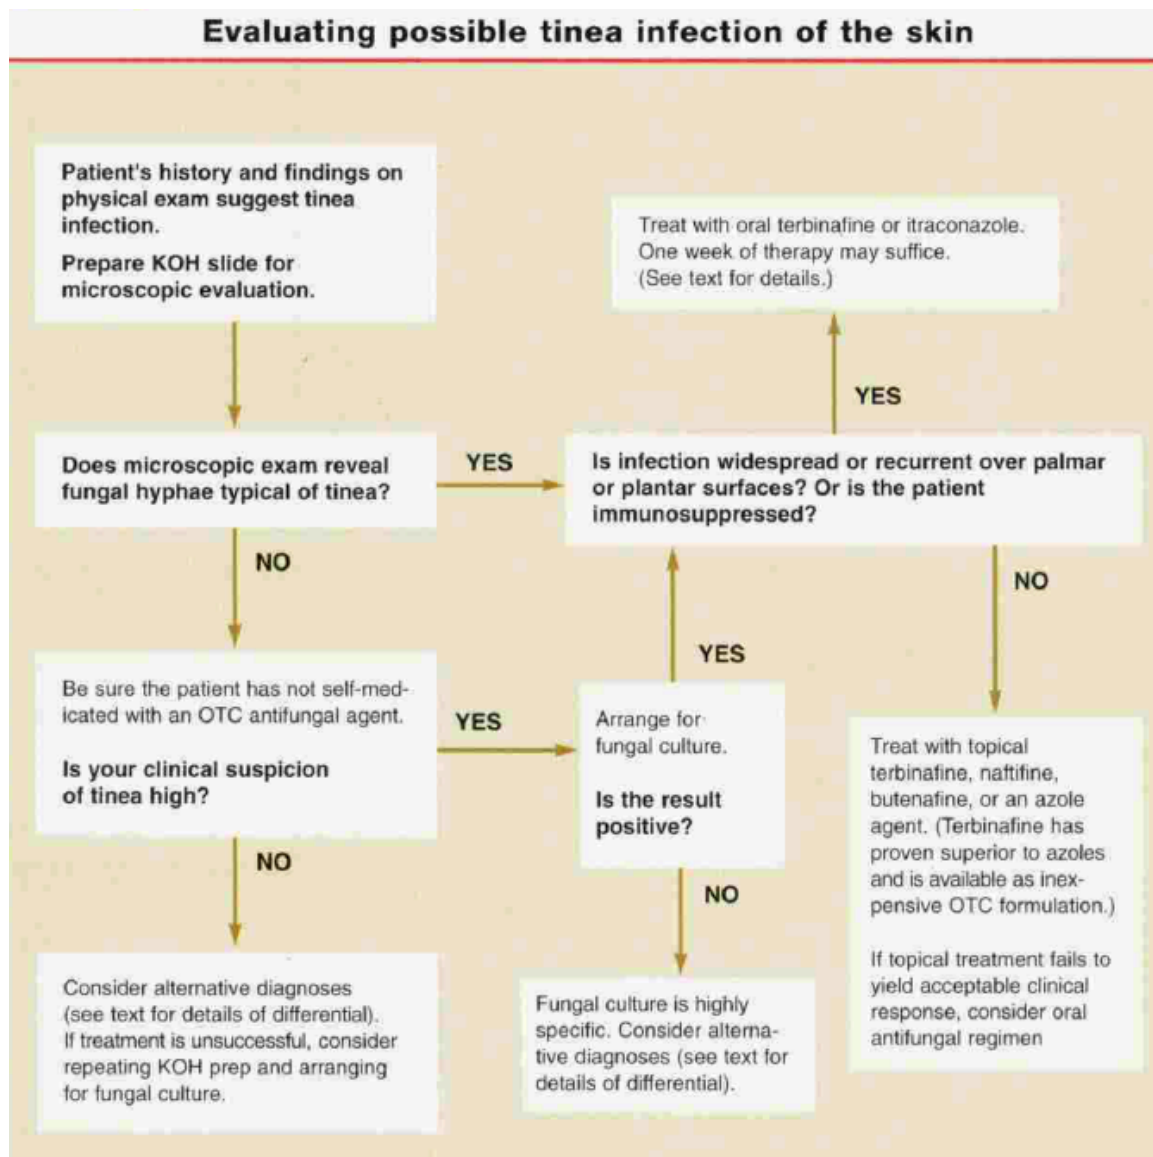 Evaluating possible tinea infection of the skin
Patient's history and findings on
physical exam suggest tinea
infection.
Prepare KOH slide for
microscopic evaluation.
Treat with oral terbinafine or itraconazole.
One week of therapy may suffice.
(See text for details.)
YES
Does microscopic exam reveal
fungal hyphae typical of tinea?
YES
Is infection widespread or recurrent over palmar
or plantar surfaces? Or is the patient
immunosuppressed?
NO
NO
YES
Be sure the patient has not self-med-
icated with an OTC antifungal agent.
Is your clinical suspicion
of tinea high?
YES
Arrange for
fungal culture.
Is the result
positive?
Treat with topical
terbinafine, naftifine,
butenafine, or an azole
agent. (Terbinafine has
proven superior to azoles
and is available as inex-
pensive OTC formulation.)
If topical treatment fails to
yield acceptable clinical
response, consider oral
antifungal regimen
NO
NO
Consider alternative diagnoses
(see text for details of differential).
If treatment is unsuccessful, consider
repeating KOH prep and arranging
for fungal culture.
Fungal culture is highly
specific. Consider alterna-
tive diagnoses (see text for
details of differential).